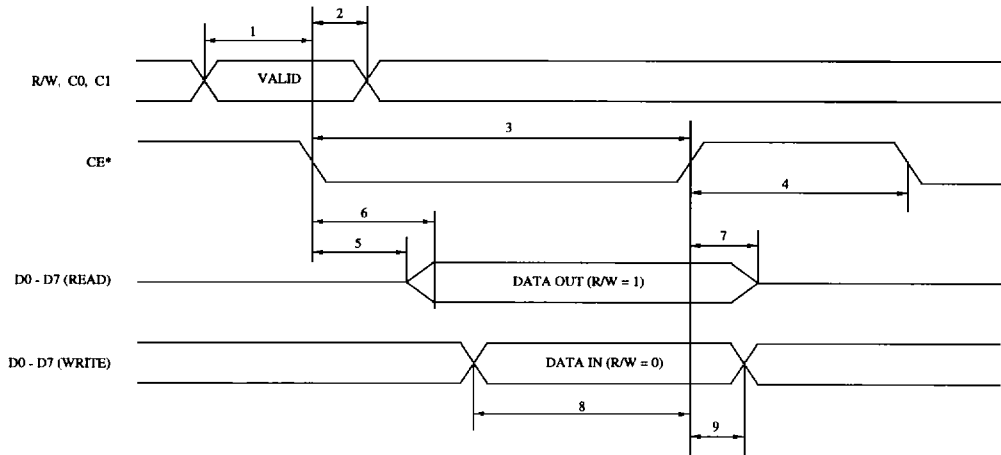 1
2
R/W, C0, C1
VALID
3
CE*
4
6
5
7
D0 - D7 (READ)
DATA OUT (R/W = 1)
D0 - D7 (WRITE)
DATA IN (R/W = 0)
8
9